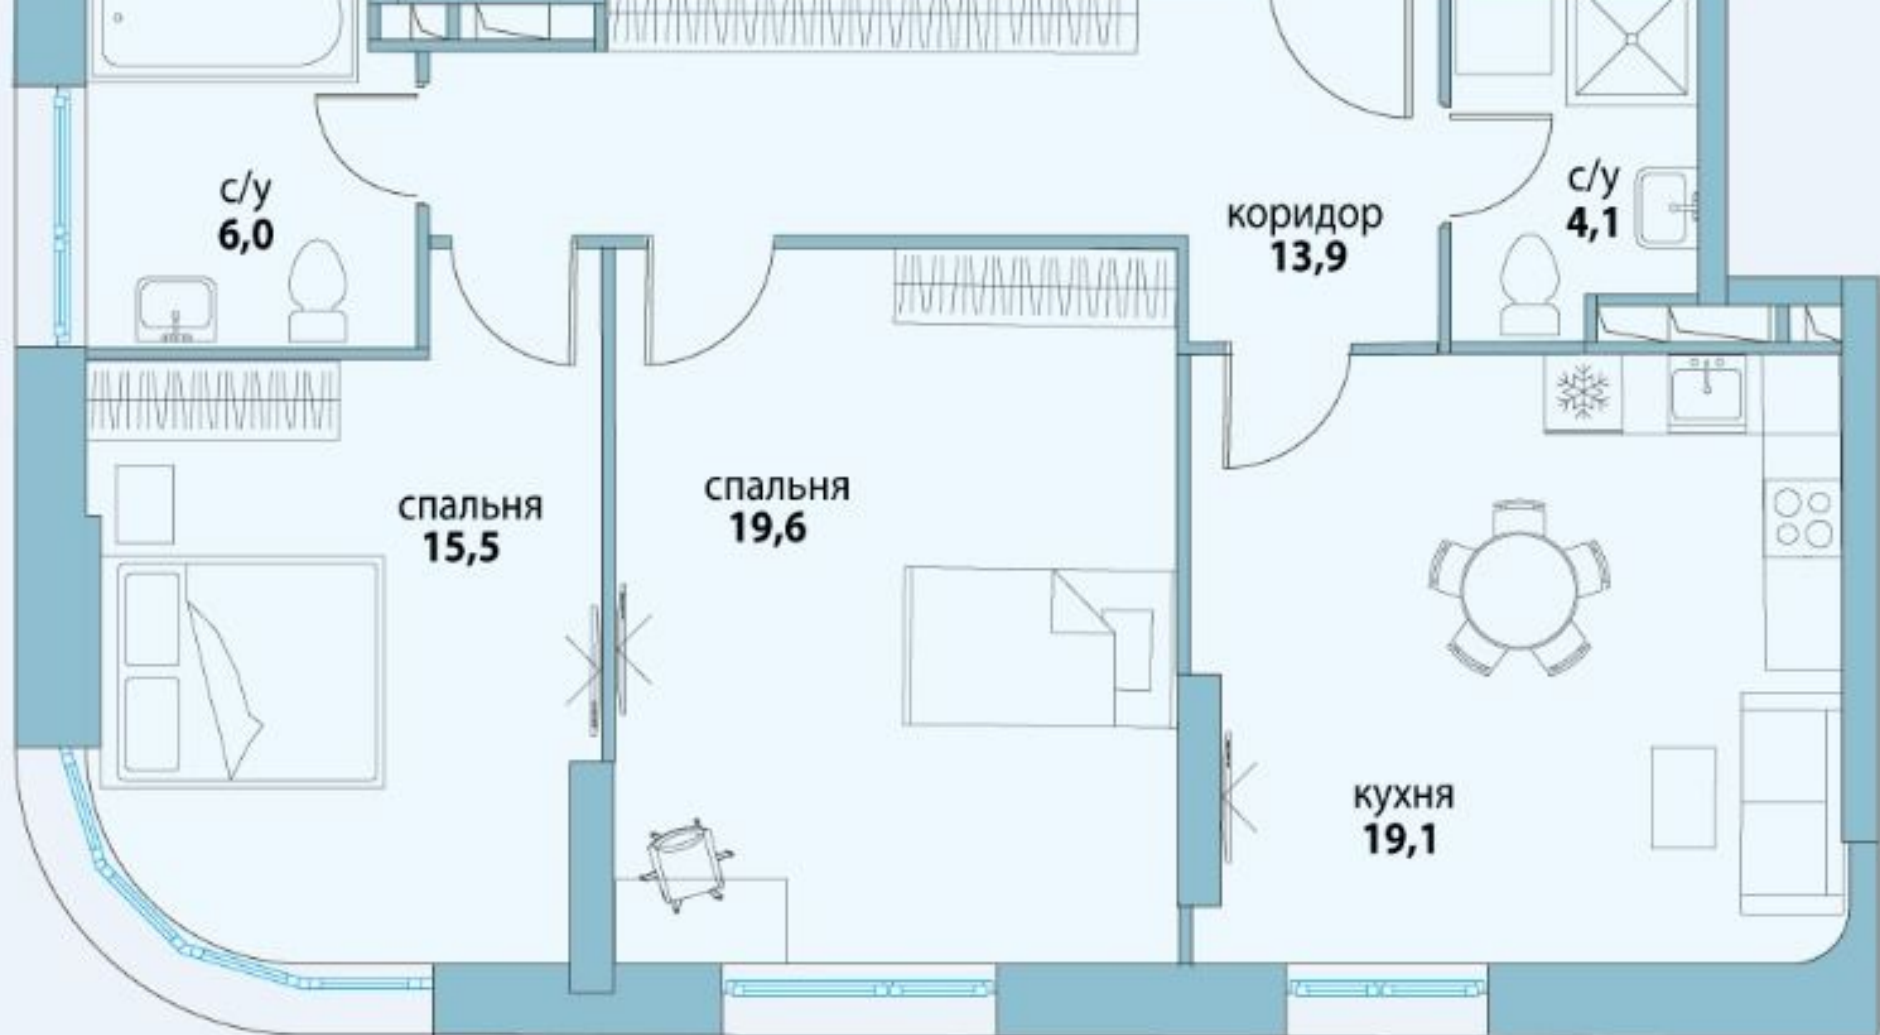 с/у
6,0
с/у
4,1
коридор
13,9
спальня
15,5
спальня
19,6
кухня
19,1